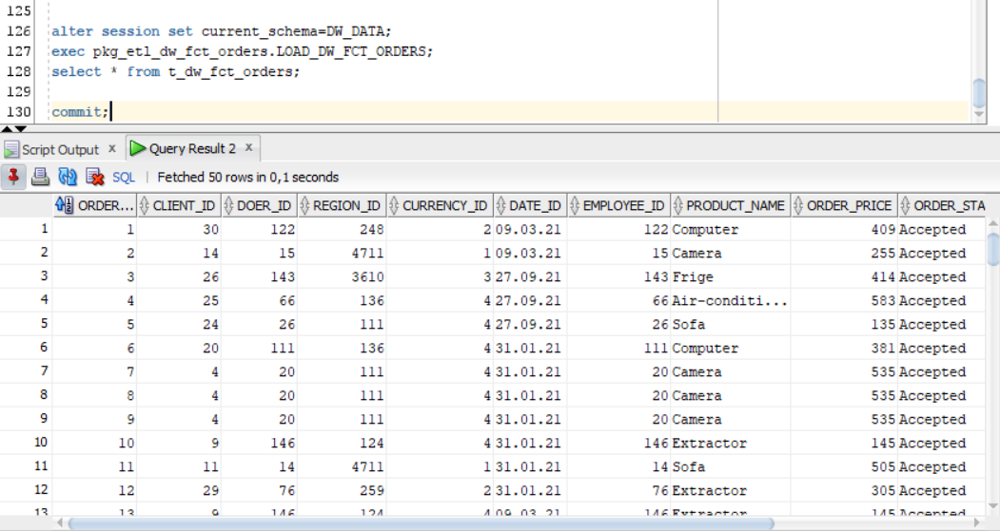 125
126 alter session set current_schema=DW_DATA;
127 exec pkg_etl_dw_fct_orders.LOAD_DW_FCT_ORDERS;
128 select * from t_dw_fct_orders;
129
130 commit;
Script Output x Query Result 2 x
SQL | Fetched 50 rows in 0,1 seconds
ORDER... CLIENT_ID DOER_ID REGION_ID CURRENCY_ID DATE_ID EMPLOYEE_ID PRODUCT_NAME ORDER_PRICE ORDER_STA
1 1 30 122 248 2 09.03.21 122 Computer 409 Accepted
2 2 14 15 4711 1 09.03.21 15 Camera 255 Accepted
3 3 26 143 3610 3 27.09.21 143 Frige 414 Accepted
4 4 25 66 136 4 27.09.21 66 Air-conditi... 583 Accepted
5 5 24 26 111 4 27.09.21 26 Sofa 135 Accepted
6 6 20 111 136 4 31.01.21 111 Computer 381 Accepted
7 7 4 20 111 4 31.01.21 20 Camera 535 Accepted
8 8 4 20 111 4 31.01.21 20 Camera 535 Accepted
9 9 4 20 111 4 31.01.21 20 Camera 535 Accepted
10 10 9 146 124 4 31.01.21 146 Extractor 145 Accepted
11 11 11 14 4711 1 31.01.21 14 Sofa 505 Accepted
12 12 29 76 259 2 31.01.21 76 Extractor 305 Accepted
13 13 9 146 124 4 09.03.21 146 Extractor 145 Accepted